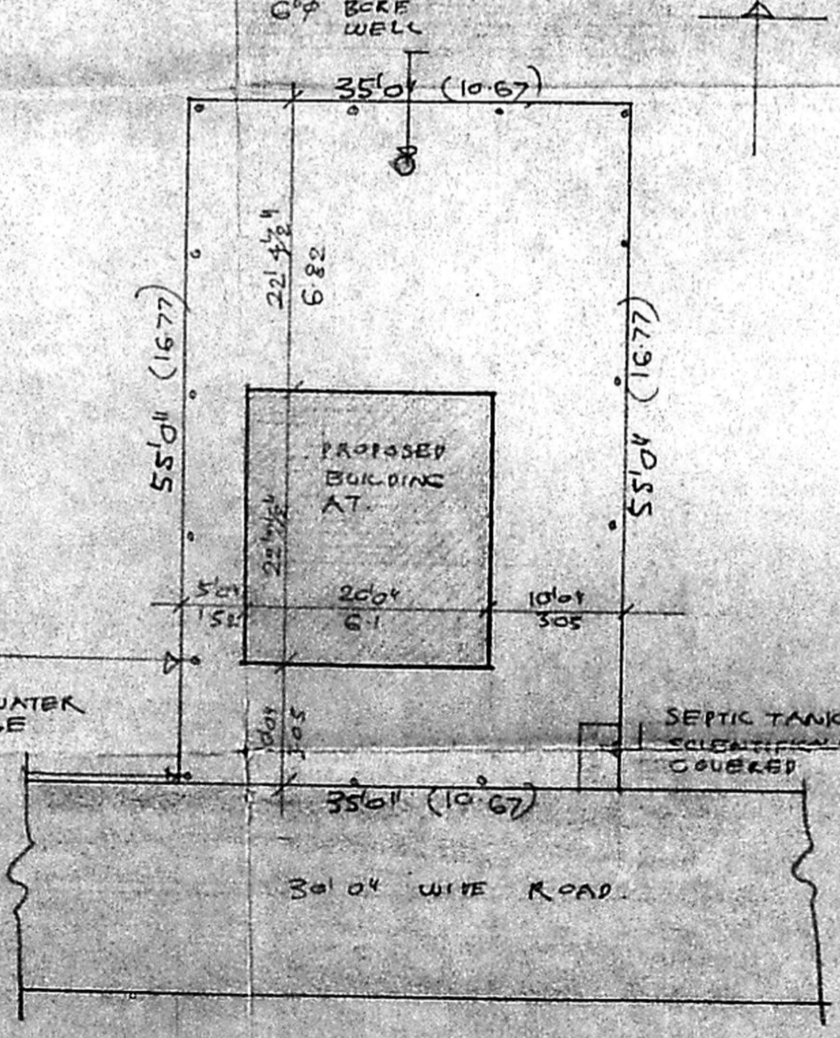 6"φ BORE
WELL
35'0" (10.67)
22'4½"
6.82
55'0" (16.77)
55'0" (16.77)
PROPOSED
BUILDING
AT
22'7½"
5'0"
1.52
20'0"
6.1
10'0"
3.05
10'0"
3.05
SEPTIC TANK
SCIENTIFICALLY
COVERED
35'0" (10.67)
30'0" WIDE ROAD.